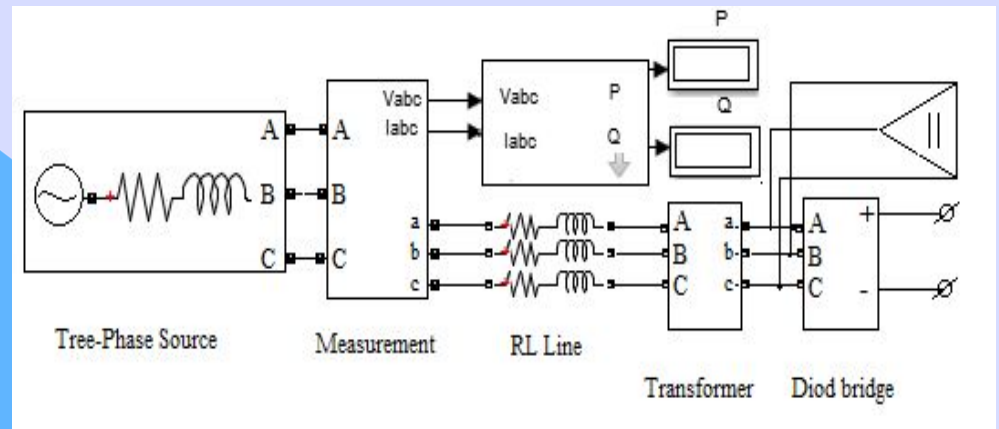 P
Vabc
Iabc
Vabc
Iabc
P
Q
Q
A
B
C
A
B
C
a
b
c
A
B
C
a
b
c
A
B
C
+
-
Tree-Phase Source
Measurement
RL Line
Transformer
Diod bridge